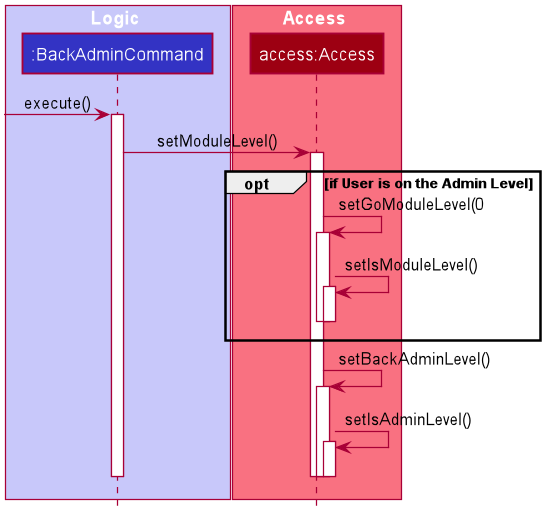 Logic
Access
:BackAdminCommand
access:Access
execute()
setModuleLevel()
opt
[if User is on the Admin Level]
setGoModuleLevel(0
setIsModuleLevel()
setBackAdminLevel()
setIsAdminLevel()